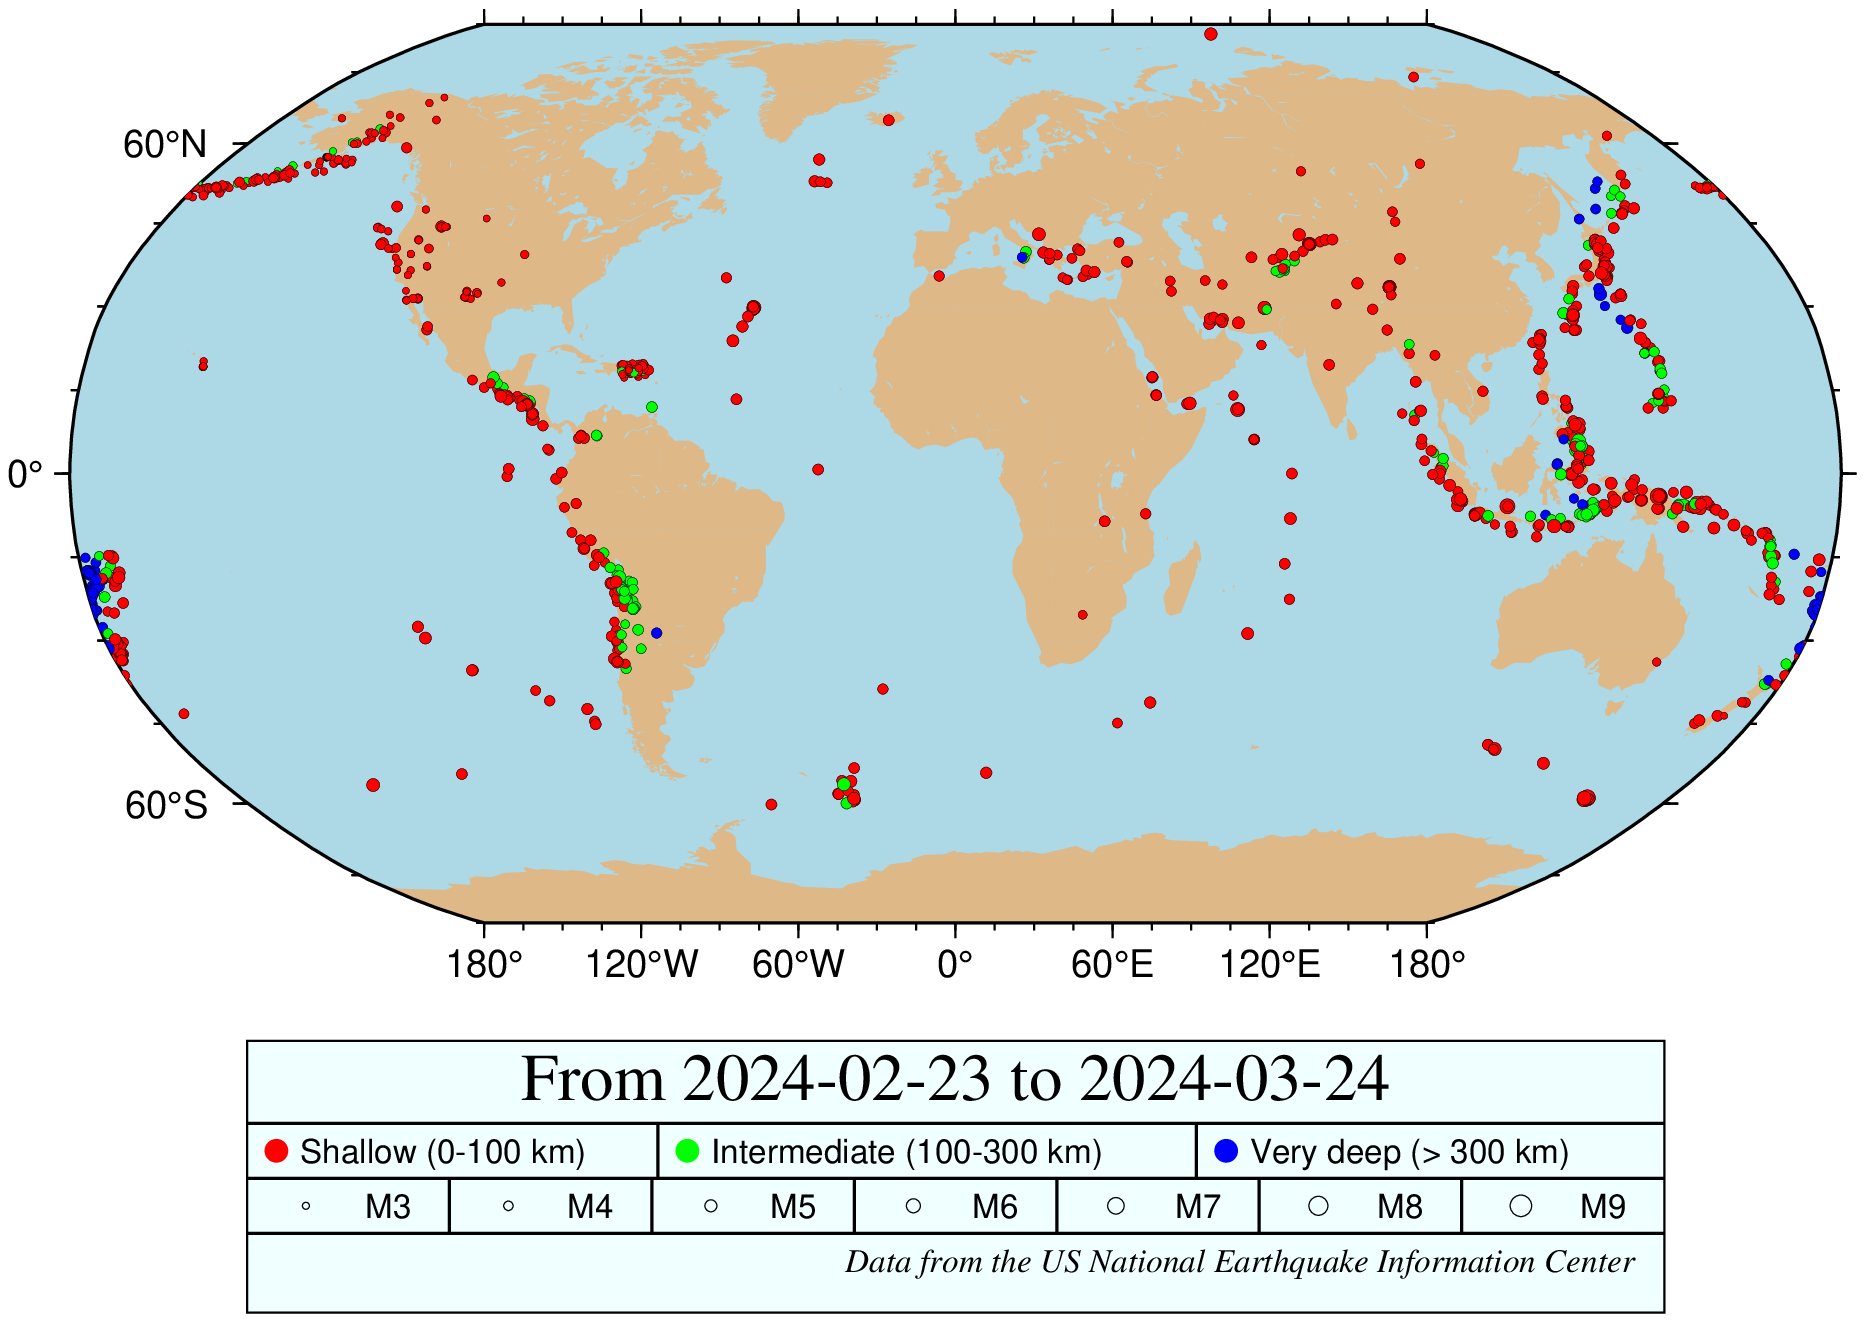 60°N
0°
60°S
180° 120°W 60°W 0° 60°E 120°E 180°
From 2024-02-23 to 2024-03-24
Shallow (0-100 km) Intermediate (100-300 km) Very deep (> 300 km)
M3 M4 M5 M6 M7 M8 M9
Data from the US National Earthquake Information Center